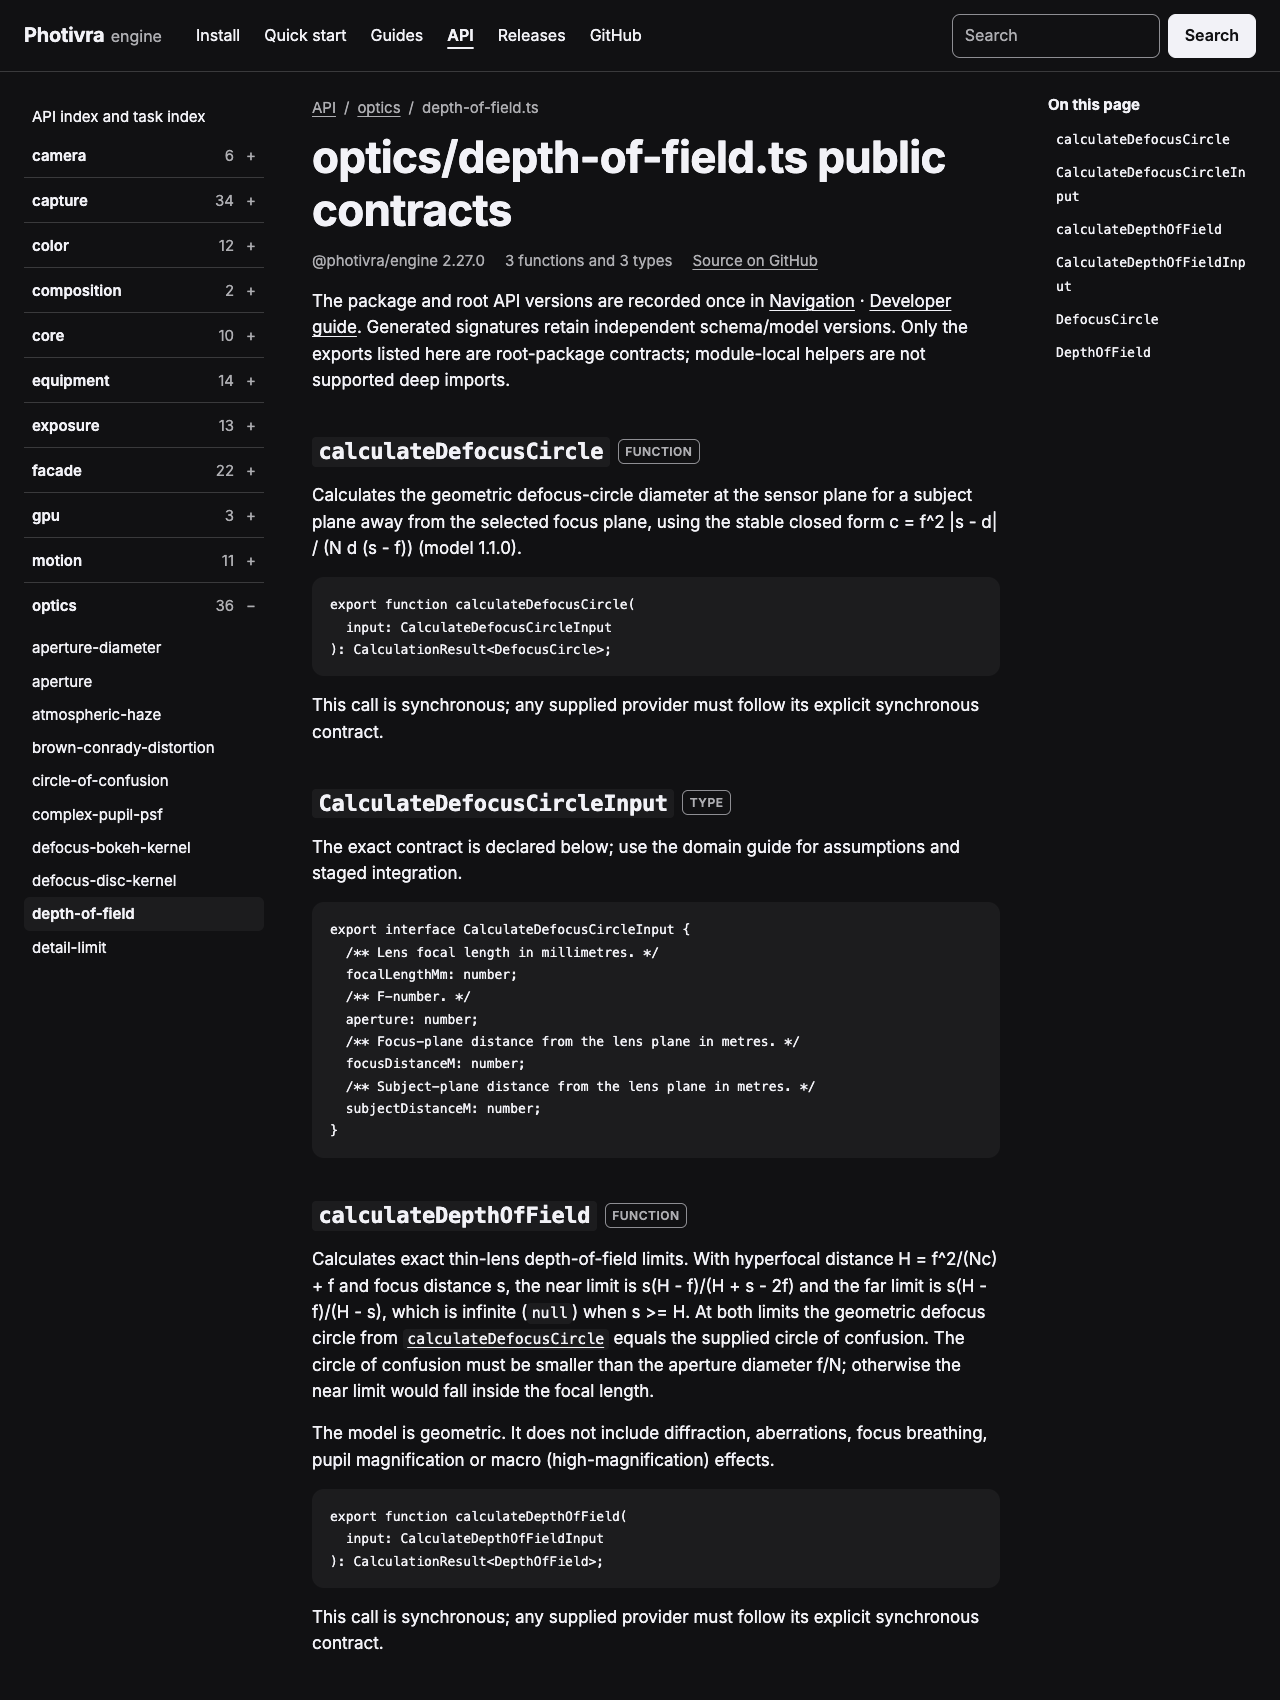 Photivra engine
Install
Quick start
Guides
API
Releases
GitHub
Search
Search
API index and task index
camera 6 +
capture 34 +
color 12 +
composition 2 +
core 10 +
equipment 14 +
exposure 13 +
facade 22 +
gpu 3 +
motion 11 +
optics 36 −
aperture-diameter
aperture
atmospheric-haze
brown-conrady-distortion
circle-of-confusion
complex-pupil-psf
defocus-bokeh-kernel
defocus-disc-kernel
depth-of-field
detail-limit
API / optics / depth-of-field.ts
optics/depth-of-field.ts public
contracts
@photivra/engine 2.27.0 3 functions and 3 types Source on GitHub
The package and root API versions are recorded once in Navigation · Developer
guide. Generated signatures retain independent schema/model versions. Only the
exports listed here are root-package contracts; module-local helpers are not
supported deep imports.
calculateDefocusCircle FUNCTION
Calculates the geometric defocus-circle diameter at the sensor plane for a subject
plane away from the selected focus plane, using the stable closed form c = f^2 |s - d|
/ (N d (s - f)) (model 1.1.0).
export function calculateDefocusCircle(
  input: CalculateDefocusCircleInput
): CalculationResult<DefocusCircle>;
This call is synchronous; any supplied provider must follow its explicit synchronous
contract.
CalculateDefocusCircleInput TYPE
The exact contract is declared below; use the domain guide for assumptions and
staged integration.
export interface CalculateDefocusCircleInput {
  /** Lens focal length in millimetres. */
  focalLengthMm: number;
  /** F-number. */
  aperture: number;
  /** Focus-plane distance from the lens plane in metres. */
  focusDistanceM: number;
  /** Subject-plane distance from the lens plane in metres. */
  subjectDistanceM: number;
}
calculateDepthOfField FUNCTION
Calculates exact thin-lens depth-of-field limits. With hyperfocal distance H = f^2/(Nc)
+ f and focus distance s, the near limit is s(H - f)/(H + s - 2f) and the far limit is s(H -
f)/(H - s), which is infinite (null) when s >= H. At both limits the geometric defocus
circle from calculateDefocusCircle equals the supplied circle of confusion. The
circle of confusion must be smaller than the aperture diameter f/N; otherwise the
near limit would fall inside the focal length.
The model is geometric. It does not include diffraction, aberrations, focus breathing,
pupil magnification or macro (high-magnification) effects.
export function calculateDepthOfField(
  input: CalculateDepthOfFieldInput
): CalculationResult<DepthOfField>;
This call is synchronous; any supplied provider must follow its explicit synchronous
contract.
On this page
calculateDefocusCircle
CalculateDefocusCircleIn
put
calculateDepthOfField
CalculateDepthOfFieldInp
ut
DefocusCircle
DepthOfField